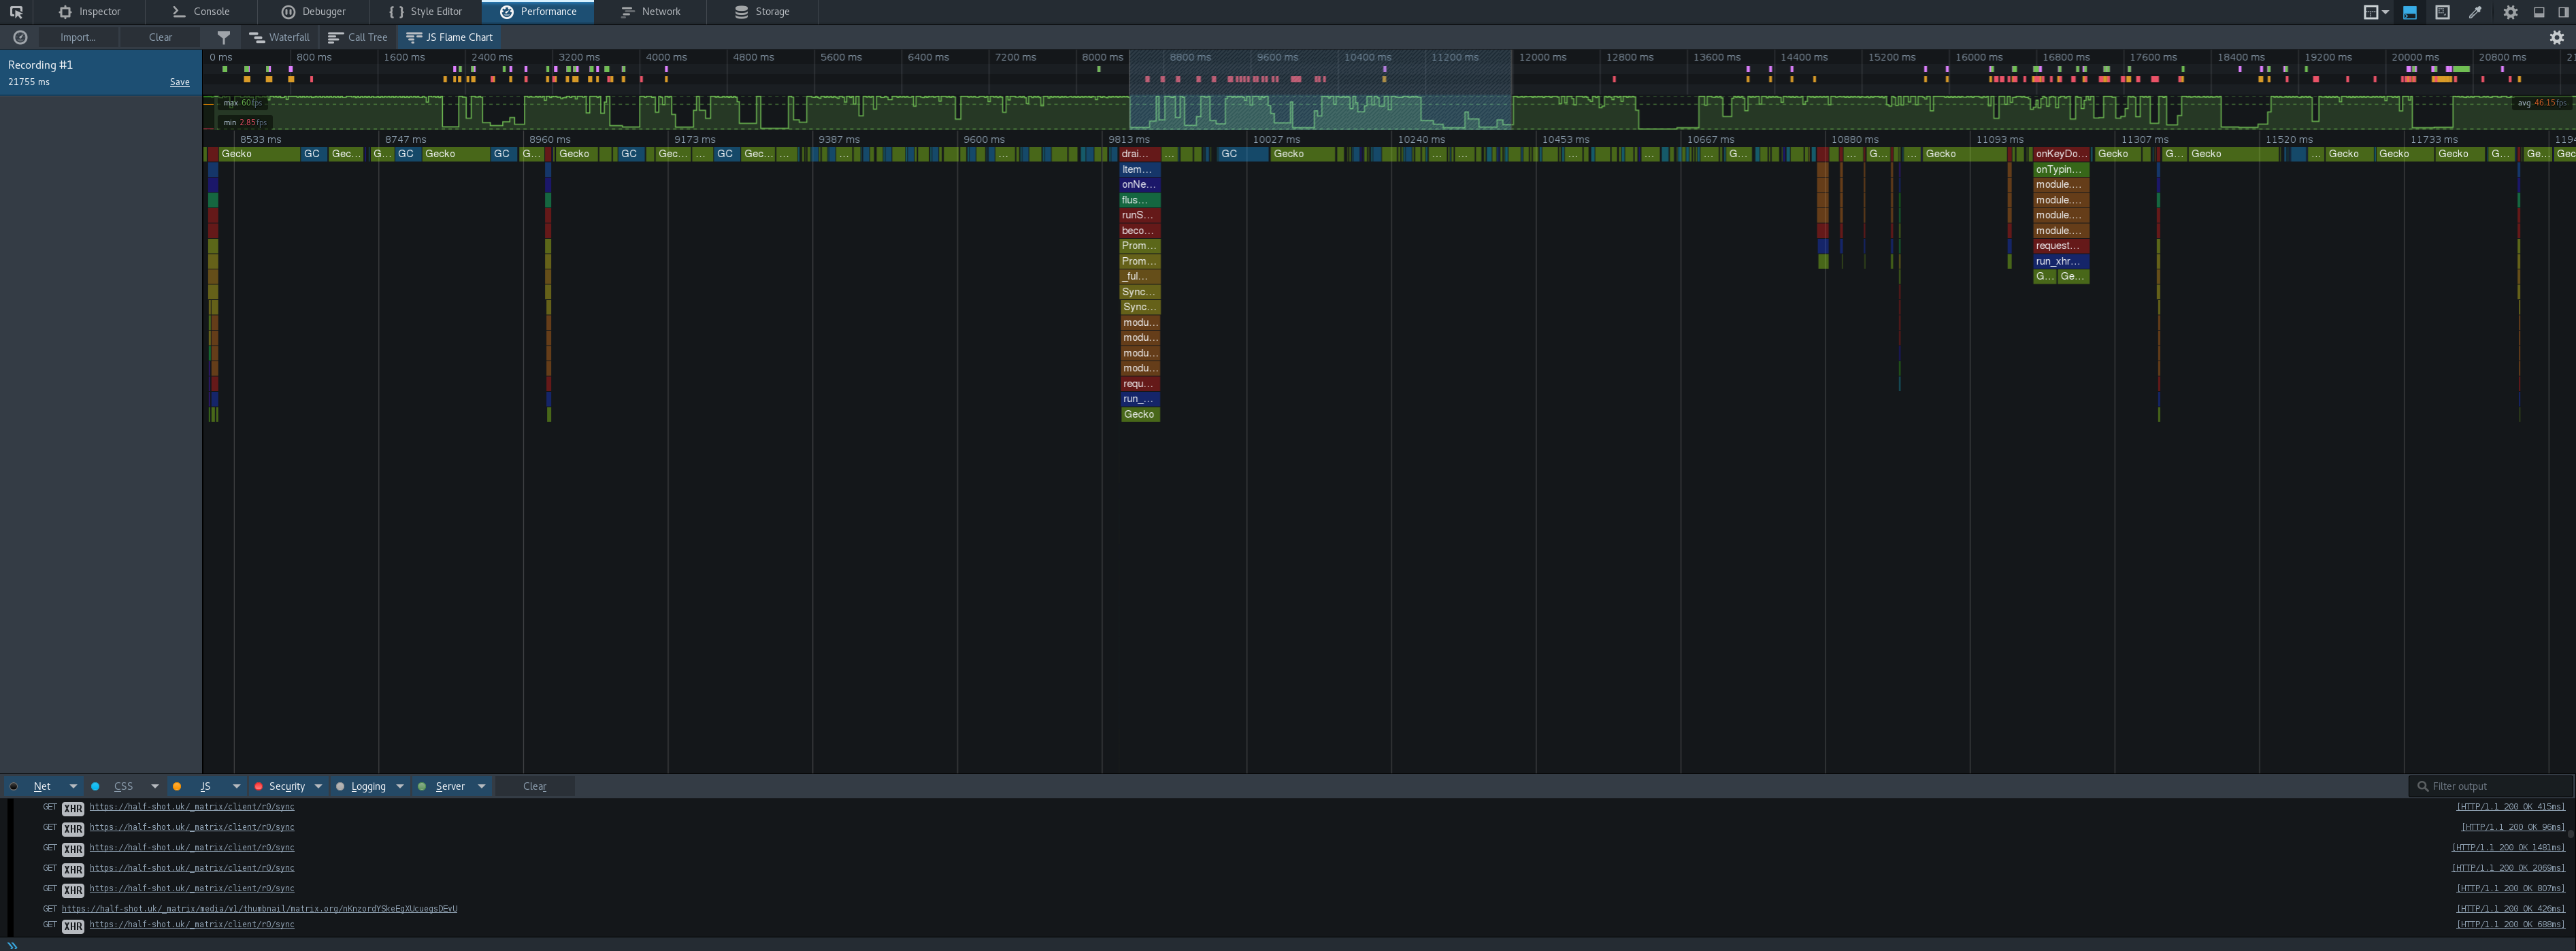 Inspector Console Debugger Style Editor Performance Network Storage
Import... Clear Waterfall Call Tree JS Flame Chart
Recording #1
21755 ms Save
0 ms 800 ms 1600 ms 2400 ms 3200 ms 4000 ms 4800 ms 5600 ms 6400 ms 7200 ms 8000 ms 8800 ms 9600 ms 10400 ms 11200 ms 12000 ms 12800 ms 13600 ms 14400 ms 15200 ms 16000 ms 16800 ms 17600 ms 18400 ms 19200 ms 20000 ms 20800 ms 21
max 60fps
avg 46.15fps
min 2.85fps
8533 ms 8747 ms 8960 ms 9173 ms 9387 ms 9600 ms 9813 ms 10027 ms 10240 ms 10453 ms 10667 ms 10880 ms 11093 ms 11307 ms 11520 ms 11733 ms 1194
Gecko GC Gec... G... GC Gecko GC G... Gecko GC Gec... ... GC Gec... ... ... ... drai... ... GC Gecko ... ... ... ... ... G... ... G... ... Gecko onKeyDo... Gecko G... Gecko ... Gecko Gecko Gecko G... Ge... Gec
Item... onTypin...
onNe... module....
flus... module....
runS... module....
beco... module....
Prom... request...
Prom... run_xhr...
_ful... G... Ge...
Sync...
Sync...
modu...
modu...
modu...
modu...
requ...
run_...
Gecko
Net CSS JS Security Logging Server Clear Filter output
GET XHR https://half-shot.uk/_matrix/client/r0/sync [HTTP/1.1 200 OK 415ms]
GET XHR https://half-shot.uk/_matrix/client/r0/sync [HTTP/1.1 200 OK 96ms]
GET XHR https://half-shot.uk/_matrix/client/r0/sync [HTTP/1.1 200 OK 1481ms]
GET XHR https://half-shot.uk/_matrix/client/r0/sync [HTTP/1.1 200 OK 2069ms]
GET XHR https://half-shot.uk/_matrix/client/r0/sync [HTTP/1.1 200 OK 807ms]
GET https://half-shot.uk/_matrix/media/v1/thumbnail/matrix.org/nKnzordYSkeEgXUcuegsDEvU [HTTP/1.1 200 OK 426ms]
GET XHR https://half-shot.uk/_matrix/client/r0/sync [HTTP/1.1 200 OK 688ms]